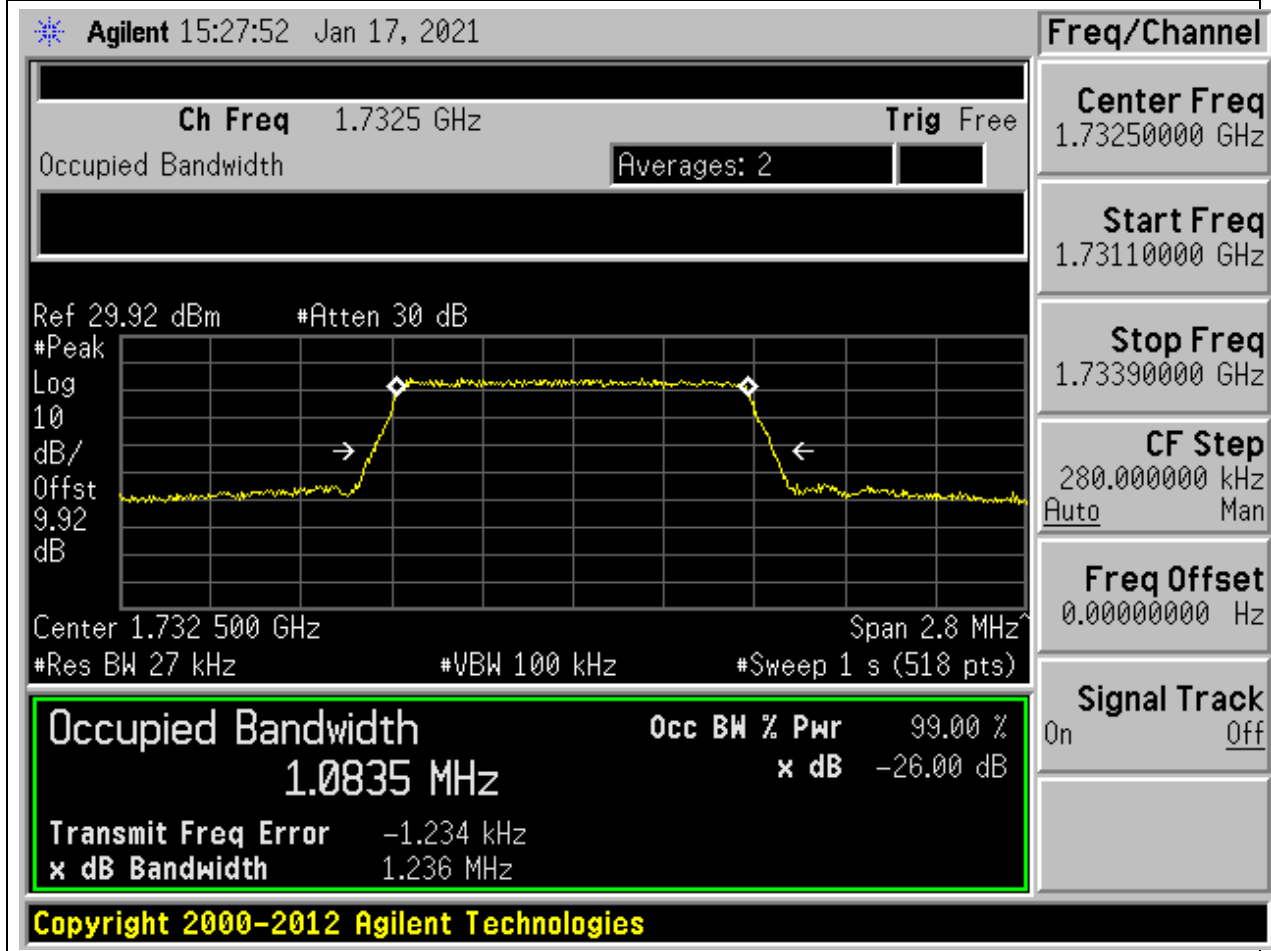 Agilent 15:27:52 Jan 17, 2021
Ch Freq 1.7325 GHz Trig Free
Occupied Bandwidth Averages: 2
Ref 29.92 dBm #Atten 30 dB
#Peak
Log
10
dB/
Offst
9.92
dB
Center 1.732 500 GHz Span 2.8 MHz^
#Res BW 27 kHz #VBW 100 kHz #Sweep 1 s (518 pts)
Occupied Bandwidth Occ BW % Pwr 99.00 %
1.0835 MHz x dB -26.00 dB
Transmit Freq Error -1.234 kHz
x dB Bandwidth 1.236 MHz
Copyright 2000-2012 Agilent Technologies
Freq/Channel
Center Freq
1.73250000 GHz
Start Freq
1.73110000 GHz
Stop Freq
1.73390000 GHz
CF Step
280.000000 kHz
Auto Man
Freq Offset
0.00000000 Hz
Signal Track
On Off